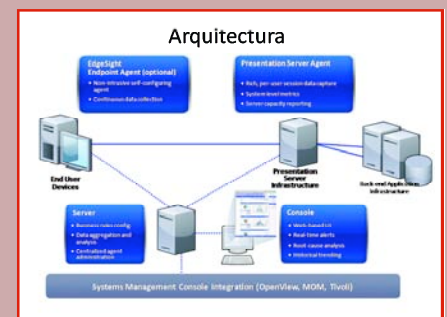 Arquitectura
EdgeSight
Endpoint Agent (optional)
• Non-intrusive self-configuring
agent
• Continuous data collection
Presentation Server Agent
• Rich, per-user session data capture
• System level metrics
• Server capacity reporting
End User
Devices
Presentation
Server
Infrastructure
Back-end Application
Infrastructure
Server
• Business rules config
• Data aggregation and
analysis
• Centralized agent
administration
Console
• Web-based UI
• Real-time alerts
• Root-cause analysis
• Historical trending
Systems Management Console Integration (OpenView, MOM, Tivoli)